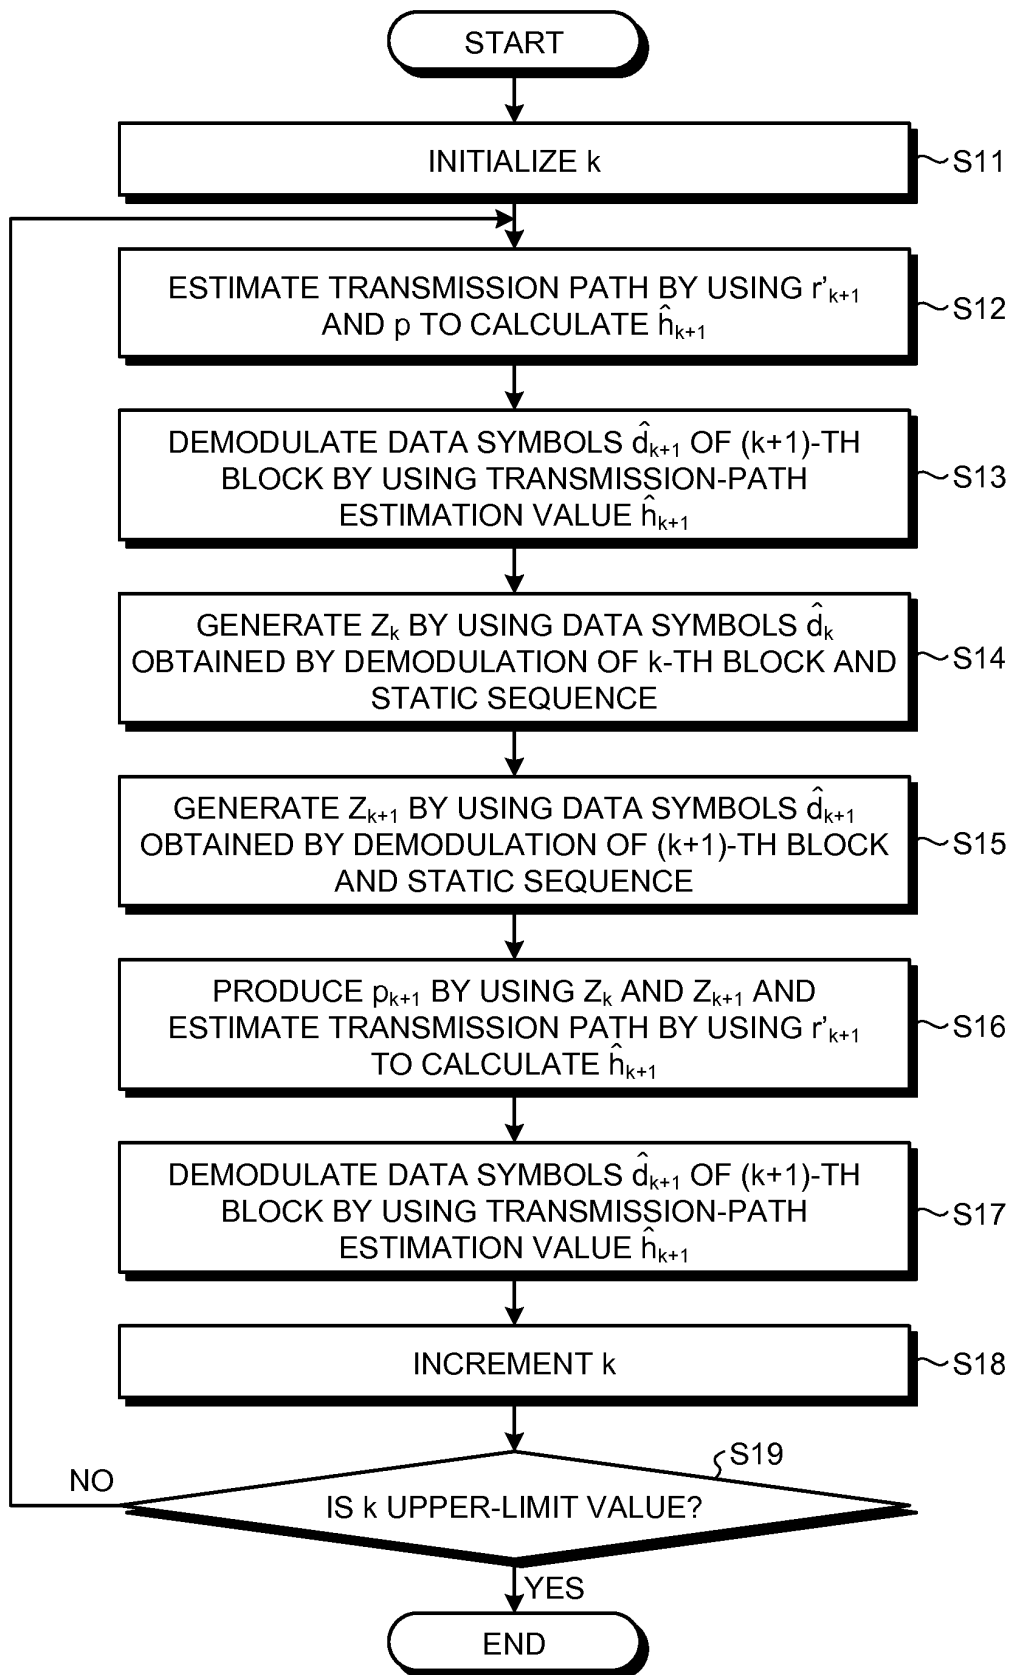 START
INITIALIZE k
S11
ESTIMATE TRANSMISSION PATH BY USING r'ₖ₊₁
AND p TO CALCULATE ĥₖ₊₁
S12
DEMODULATE DATA SYMBOLS d̂ₖ₊₁ OF (k+1)-TH
BLOCK BY USING TRANSMISSION-PATH
ESTIMATION VALUE ĥₖ₊₁
S13
GENERATE Zₖ BY USING DATA SYMBOLS d̂ₖ
OBTAINED BY DEMODULATION OF k-TH BLOCK AND
STATIC SEQUENCE
S14
GENERATE Zₖ₊₁ BY USING DATA SYMBOLS d̂ₖ₊₁
OBTAINED BY DEMODULATION OF (k+1)-TH BLOCK
AND STATIC SEQUENCE
S15
PRODUCE pₖ₊₁ BY USING Zₖ AND Zₖ₊₁ AND
ESTIMATE TRANSMISSION PATH BY USING r'ₖ₊₁
TO CALCULATE ĥₖ₊₁
S16
DEMODULATE DATA SYMBOLS d̂ₖ₊₁ OF (k+1)-TH
BLOCK BY USING TRANSMISSION-PATH
ESTIMATION VALUE ĥₖ₊₁
S17
INCREMENT k
S18
S19
NO
IS k UPPER-LIMIT VALUE?
YES
END